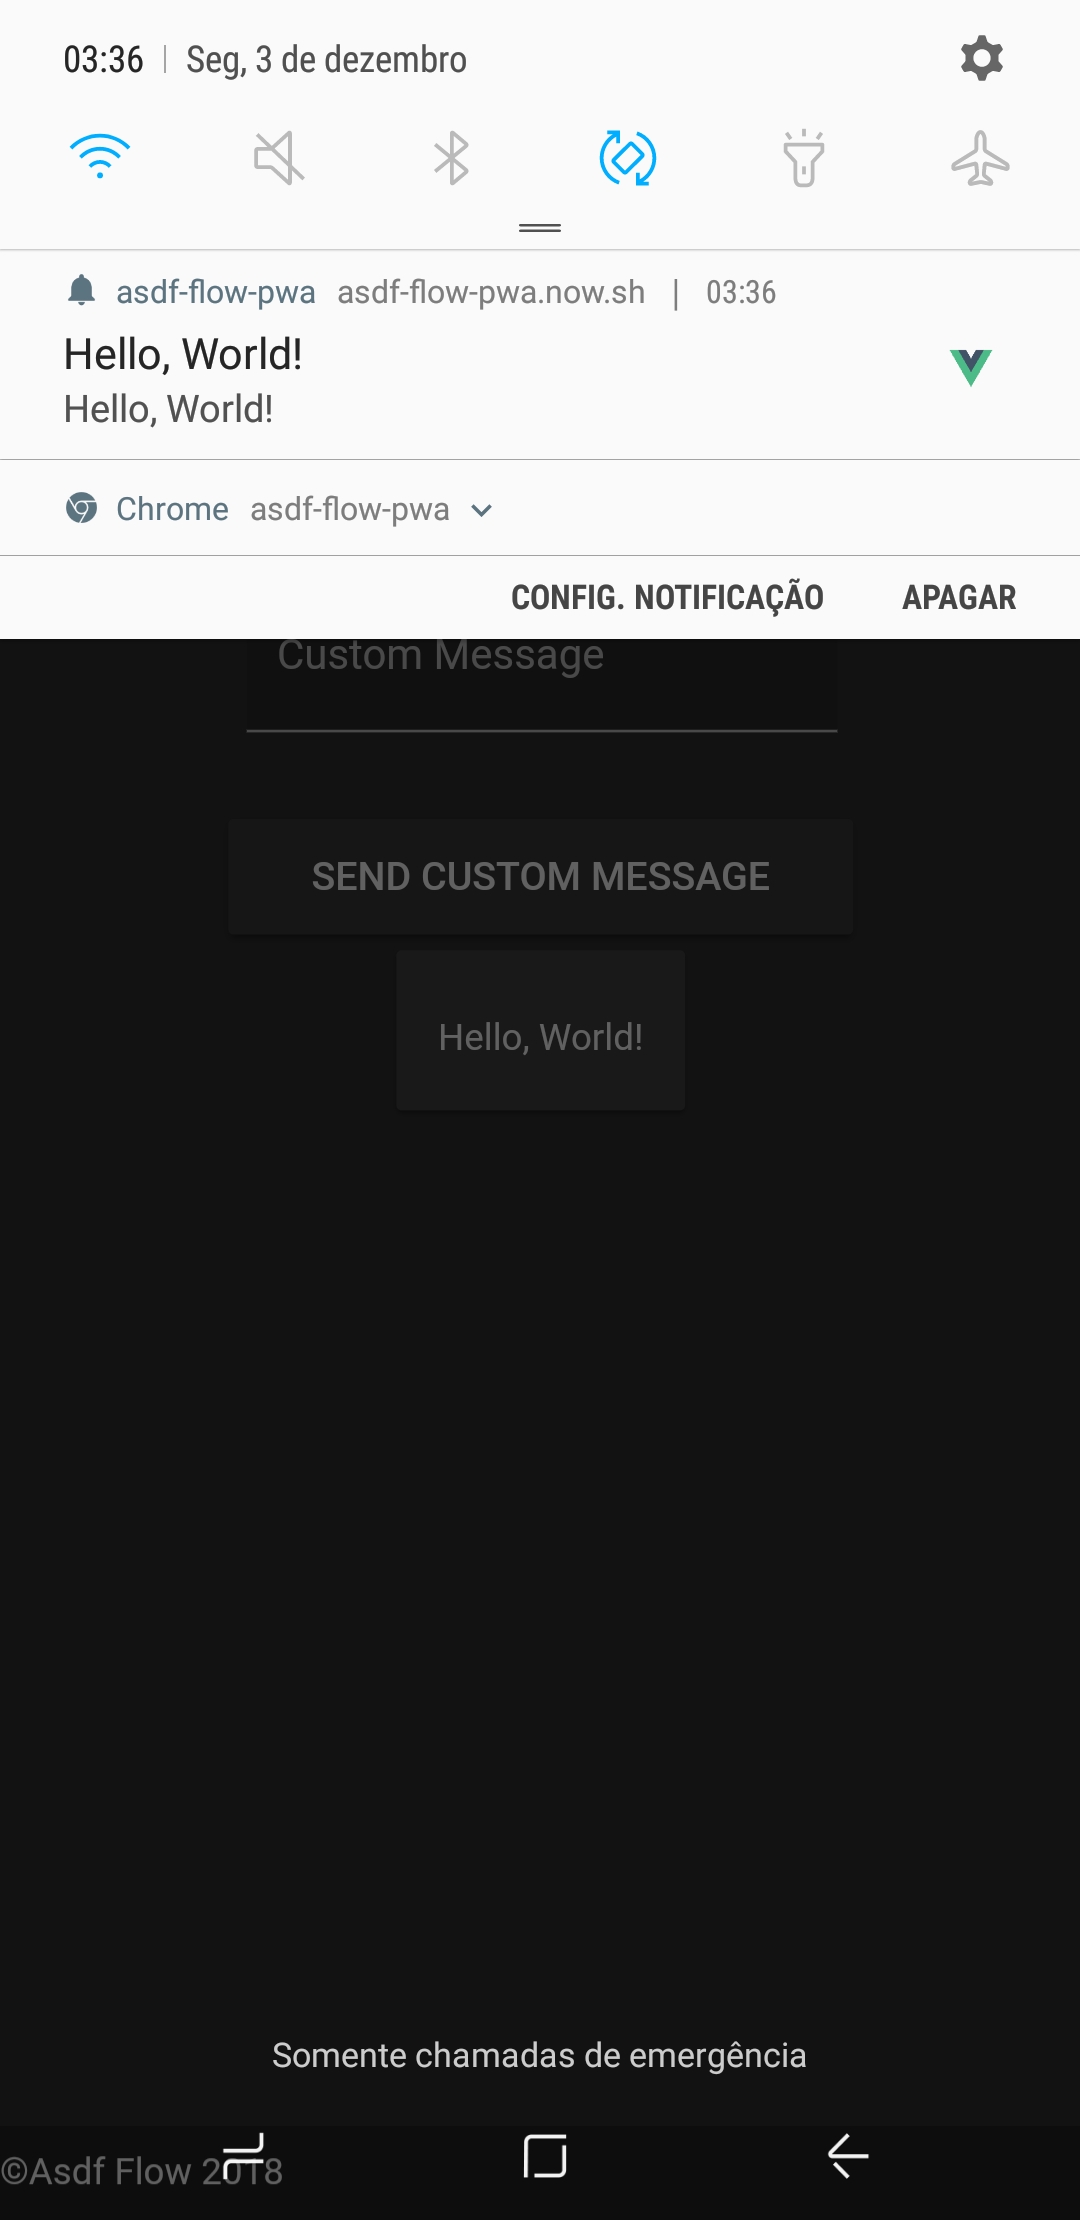 03:36 | Seg, 3 de dezembro
asdf-flow-pwa asdf-flow-pwa.now.sh | 03:36
Hello, World!
Hello, World!
Chrome asdf-flow-pwa
CONFIG. NOTIFICAÇÃO APAGAR
Custom Message
SEND CUSTOM MESSAGE
Hello, World!
Somente chamadas de emergência
©Asdf Flow 2018